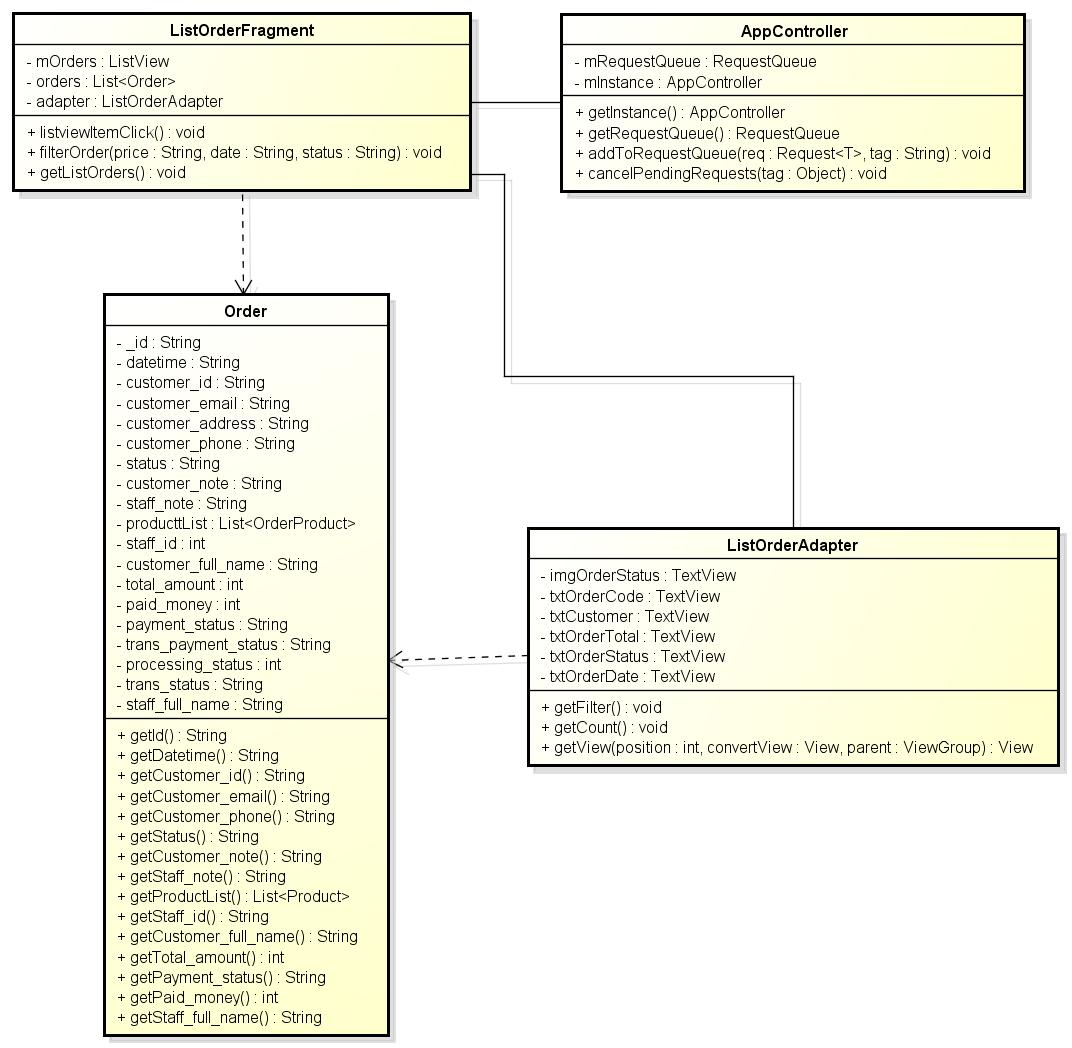 ListOrderFragment
- mOrders : ListView
- orders : List<Order>
- adapter : ListOrderAdapter
+ listviewItemClick() : void
+ filterOrder(price : String, date : String, status : String) : void
+ getListOrders() : void
AppController
- mRequestQueue : RequestQueue
- mInstance : AppController
+ getInstance() : AppController
+ getRequestQueue() : RequestQueue
+ addToRequestQueue(req : Request<T>, tag : String) : void
+ cancelPendingRequests(tag : Object) : void
Order
- _id : String
- datetime : String
- customer_id : String
- customer_email : String
- customer_address : String
- customer_phone : String
- status : String
- customer_note : String
- staff_note : String
- producttList : List<OrderProduct>
- staff_id : int
- customer_full_name : String
- total_amount : int
- paid_money : int
- payment_status : String
- trans_payment_status : String
- processing_status : int
- trans_status : String
- staff_full_name : String
+ getId() : String
+ getDatetime() : String
+ getCustomer_id() : String
+ getCustomer_email() : String
+ getCustomer_phone() : String
+ getStatus() : String
+ getCustomer_note() : String
+ getStaff_note() : String
+ getProductList() : List<Product>
+ getStaff_id() : String
+ getCustomer_full_name() : String
+ getTotal_amount() : int
+ getPayment_status() : String
+ getPaid_money() : int
+ getStaff_full_name() : String
ListOrderAdapter
- imgOrderStatus : TextView
- txtOrderCode : TextView
- txtCustomer : TextView
- txtOrderTotal : TextView
- txtOrderStatus : TextView
- txtOrderDate : TextView
+ getFilter() : void
+ getCount() : void
+ getView(position : int, convertView : View, parent : ViewGroup) : View